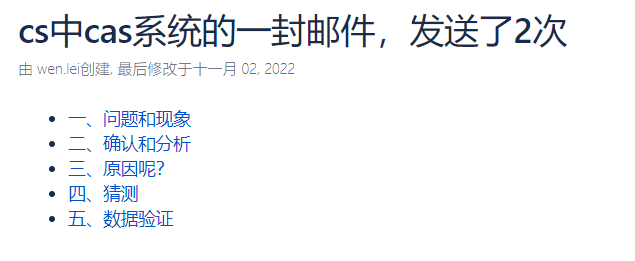 cs中cas系统的一封邮件，发送了2次
由 wen.lei创建, 最后修改于十一月 02, 2022
一、问题和现象
二、确认和分析
三、原因呢？
四、猜测
五、数据验证